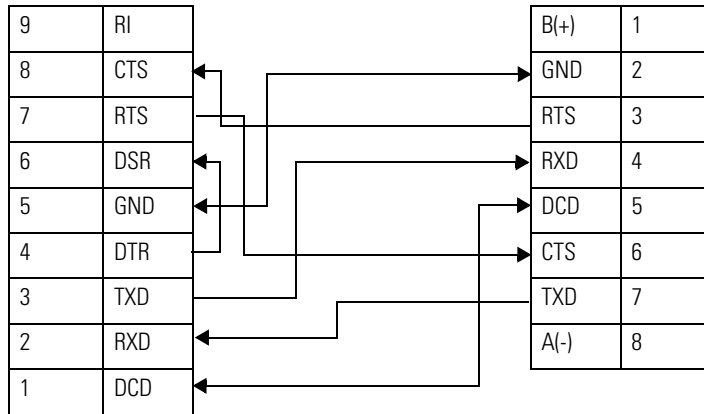 9 RI B(+) 1
8 CTS GND 2
7 RTS RTS 3
6 DSR RXD 4
5 GND DCD 5
4 DTR CTS 6
3 TXD TXD 7
2 RXD A(-) 8
1 DCD